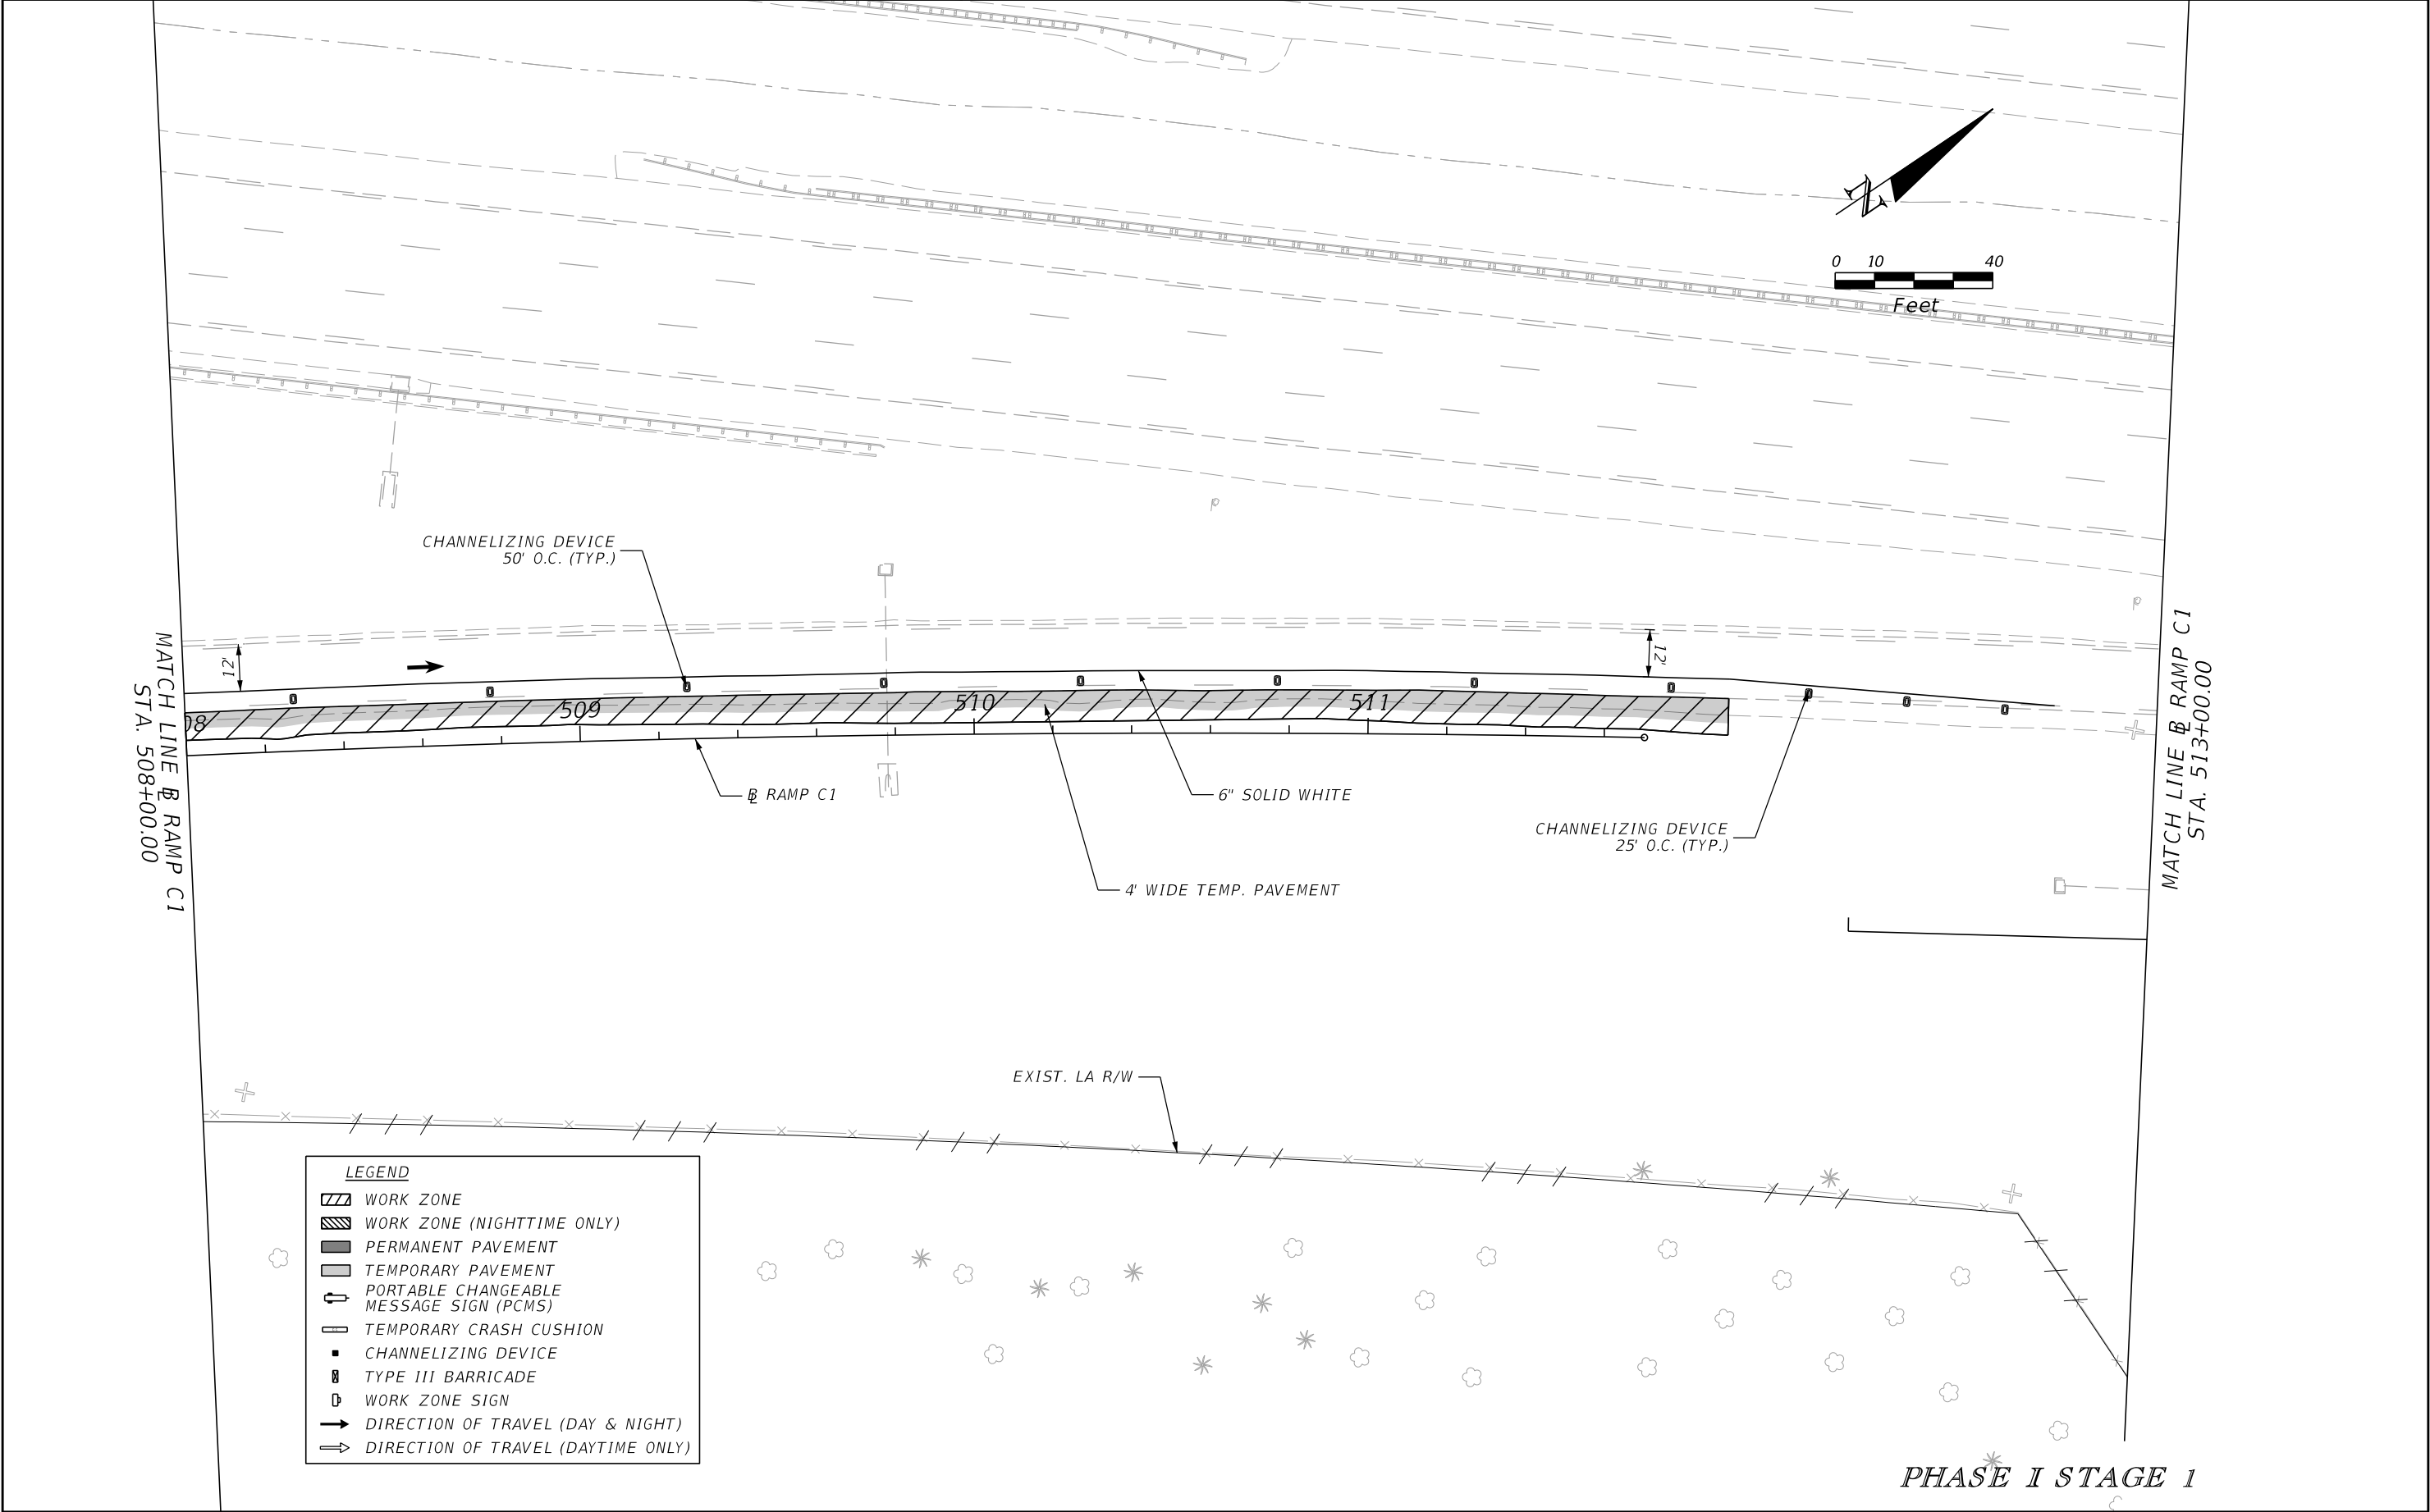 N
0 10 40
Feet
CHANNELIZING DEVICE
50' O.C. (TYP.)
12'
12'
MATCH LINE ℄ RAMP C1
STA. 508+00.00
MATCH LINE ℄ RAMP C1
STA. 513+00.00
08
509
510
511
RAMP C1
6" SOLID WHITE
CHANNELIZING DEVICE
25' O.C. (TYP.)
4' WIDE TEMP. PAVEMENT
EXIST. LA R/W
LEGEND
WORK ZONE
WORK ZONE (NIGHTTIME ONLY)
PERMANENT PAVEMENT
TEMPORARY PAVEMENT
PORTABLE CHANGEABLE
MESSAGE SIGN (PCMS)
TEMPORARY CRASH CUSHION
CHANNELIZING DEVICE
TYPE III BARRICADE
WORK ZONE SIGN
DIRECTION OF TRAVEL (DAY & NIGHT)
DIRECTION OF TRAVEL (DAYTIME ONLY)
PHASE I STAGE 1